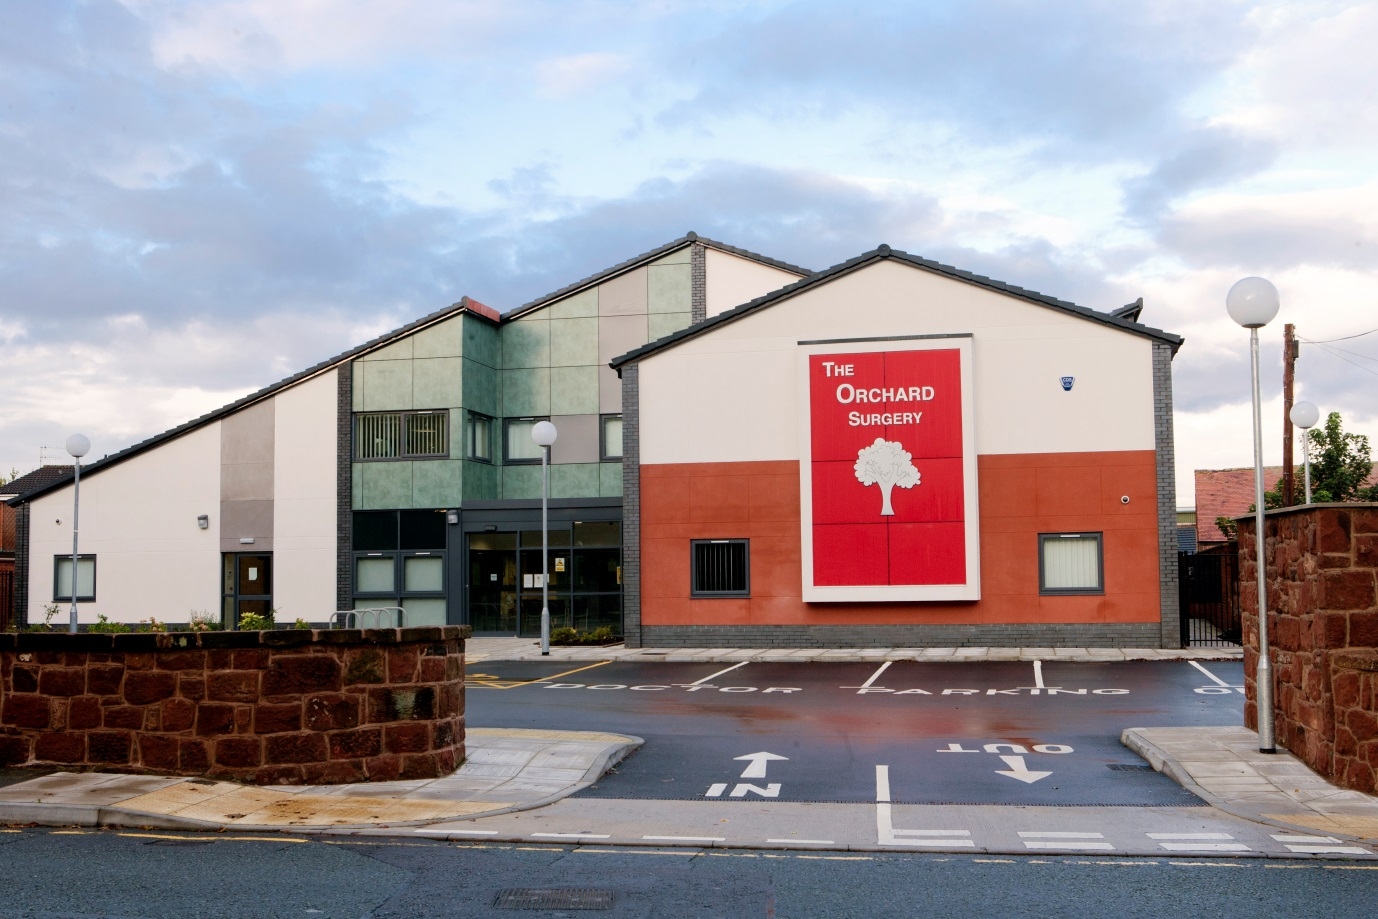 THE
ORCHARD
SURGERY
DOCTOR PARKING
OUT
IN